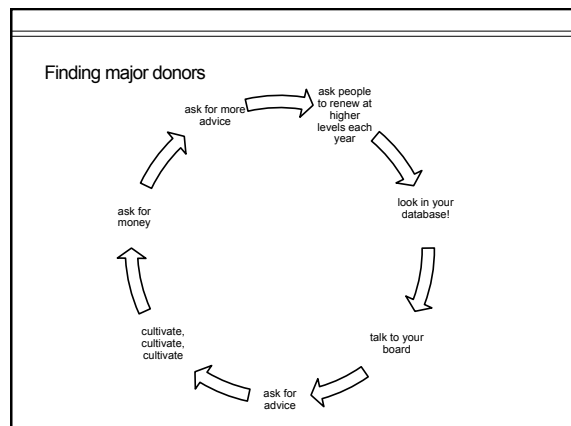 Finding major donors
ask people
to renew at
higher
levels each
year
look in your
database!
talk to your
board
ask for
advice
cultivate,
cultivate,
cultivate
ask for
money
ask for more
advice